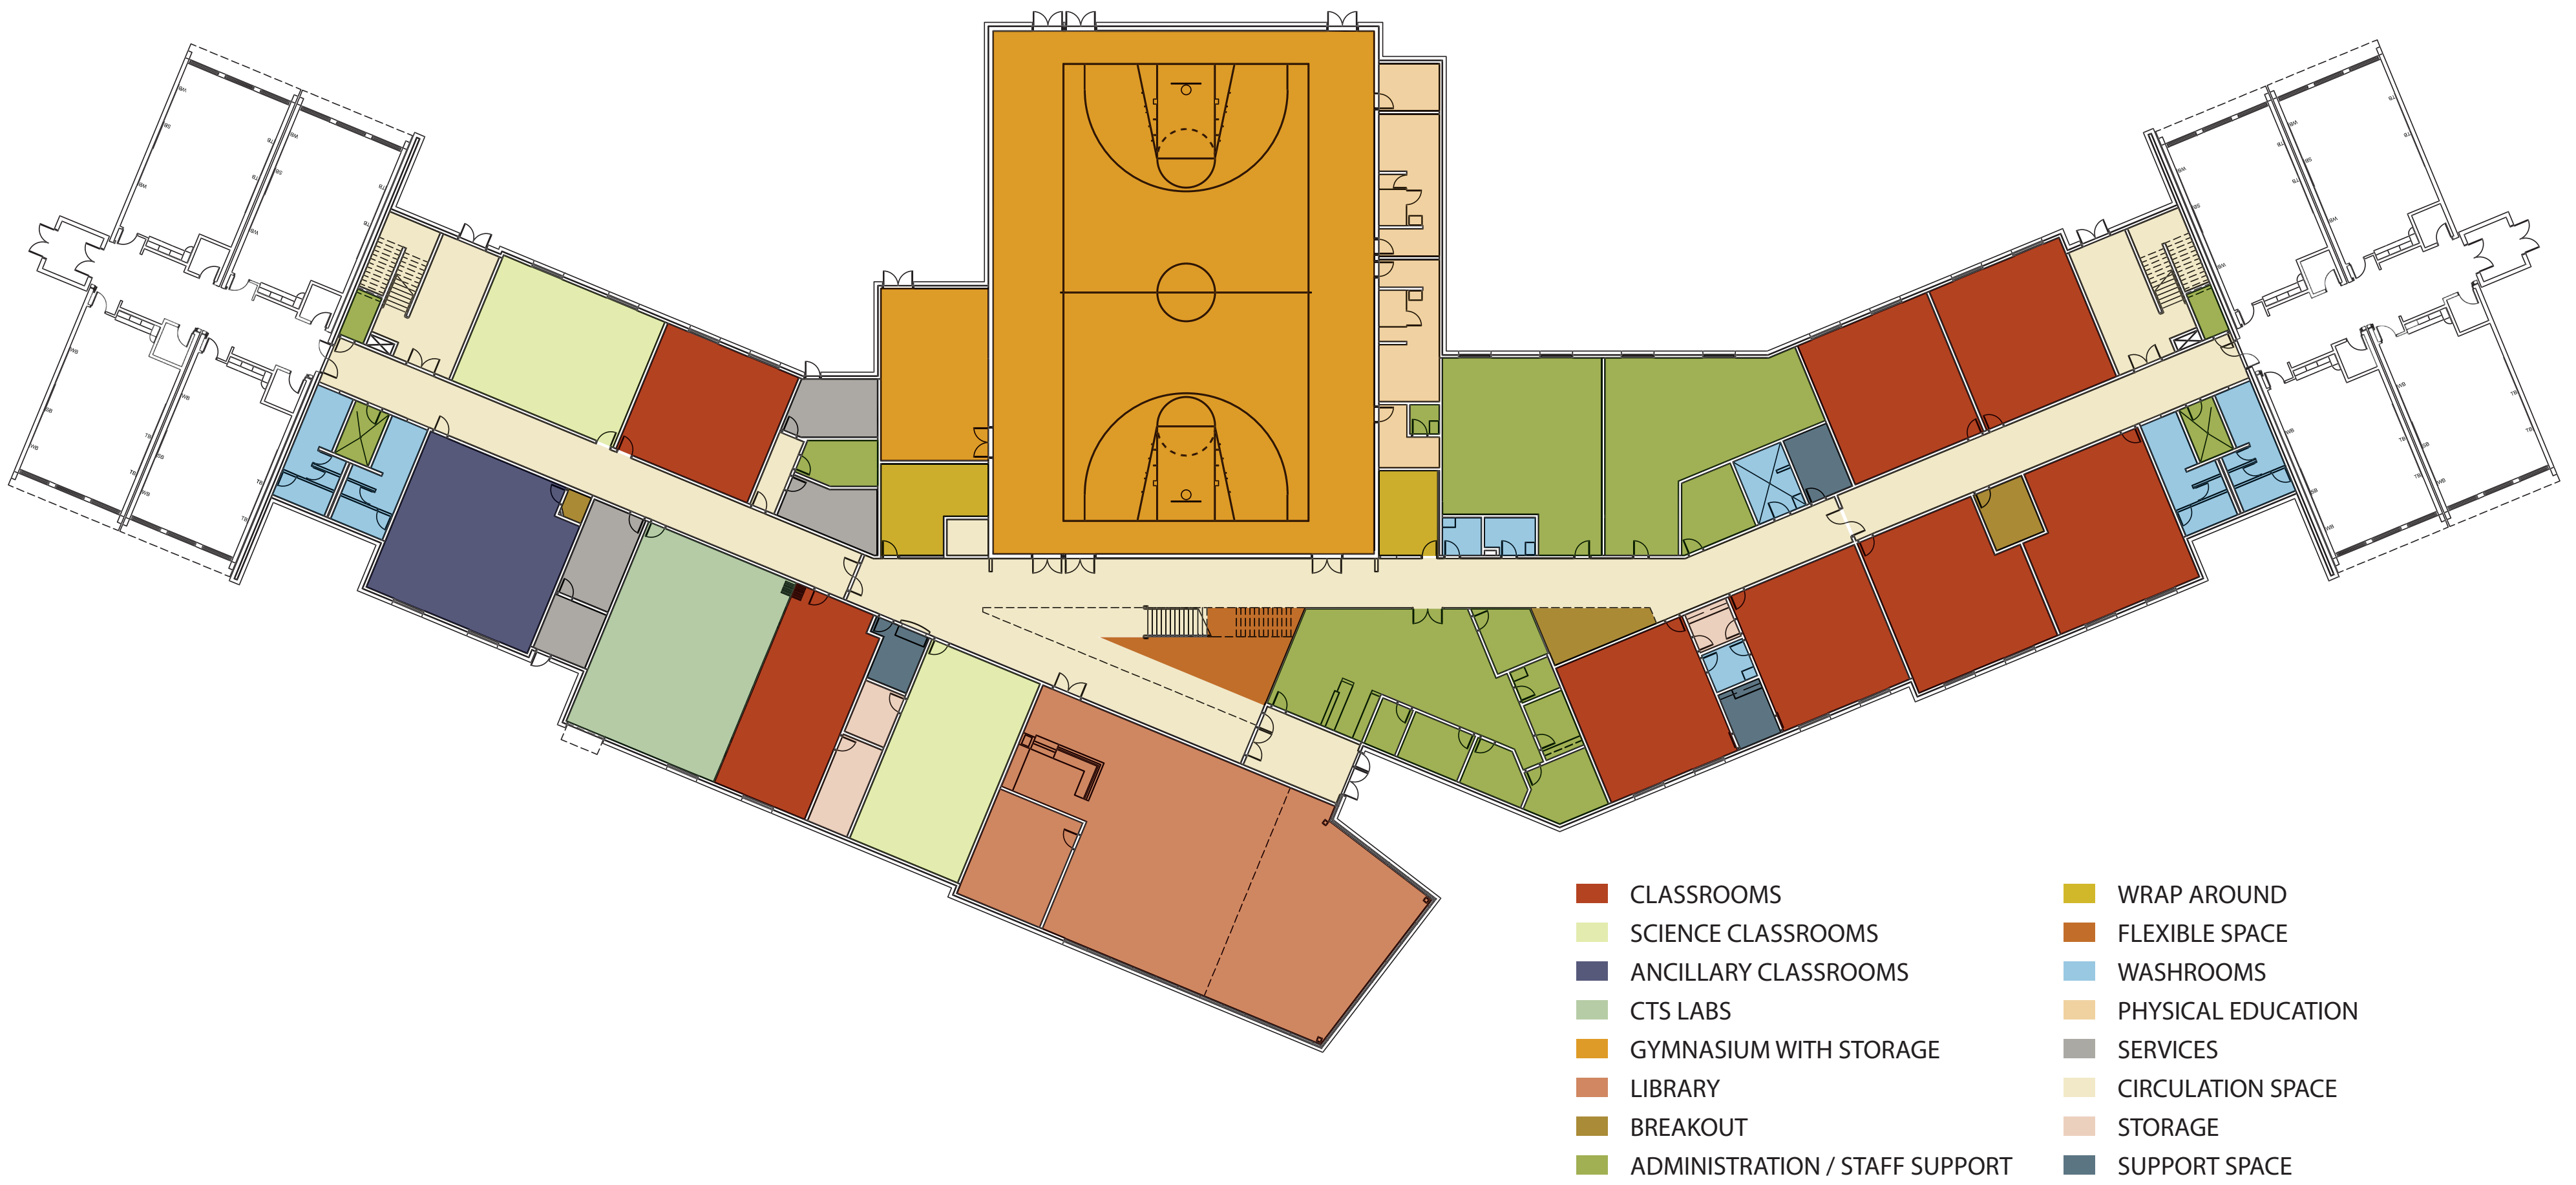 CLASSROOMS
SCIENCE CLASSROOMS
ANCILLARY CLASSROOMS
CTS LABS
GYMNASIUM WITH STORAGE
LIBRARY
BREAKOUT
ADMINISTRATION / STAFF SUPPORT
WRAP AROUND
FLEXIBLE SPACE
WASHROOMS
PHYSICAL EDUCATION
SERVICES
CIRCULATION SPACE
STORAGE
SUPPORT SPACE